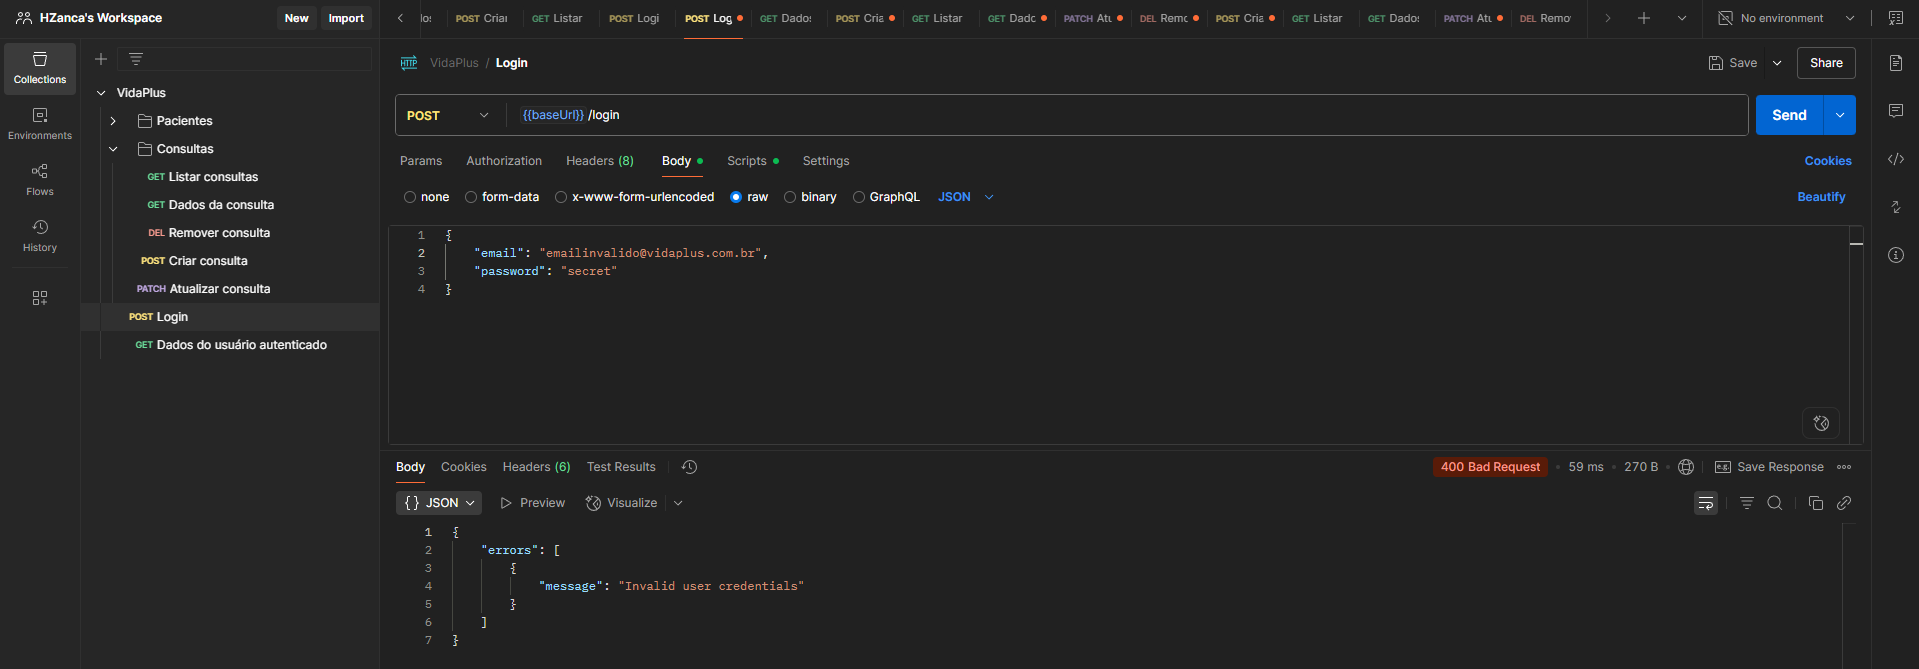 HZanca's Workspace
New
Import
POST Criar
GET Listar
POST Logi
POST Log
GET Dados
POST Cria
GET Listar
GET Dado
PATCH Atu
DEL Remo
POST Cria
GET Listar
GET Dados
PATCH Atu
DEL Remo
No environment
Collections
Environments
Flows
History
VidaPlus
Pacientes
Consultas
GET Listar consultas
GET Dados da consulta
DEL Remover consulta
POST Criar consulta
PATCH Atualizar consulta
POST Login
GET Dados do usuário autenticado
HTTP VidaPlus / Login
Save
Share
POST
{{baseUrl}} /login
Send
Params
Authorization
Headers (8)
Body
Scripts
Settings
Cookies
none
form-data
x-www-form-urlencoded
raw
binary
GraphQL
JSON
Beautify
1 {
2 "email": "emailinvalido@vidaplus.com.br",
3 "password": "secret"
4 }
Body
Cookies
Headers (6)
Test Results
400 Bad Request
59 ms
270 B
e.g. Save Response
{} JSON
Preview
Visualize
1 {
2 "errors": [
3 {
4 "message": "Invalid user credentials"
5 }
6 ]
7 }